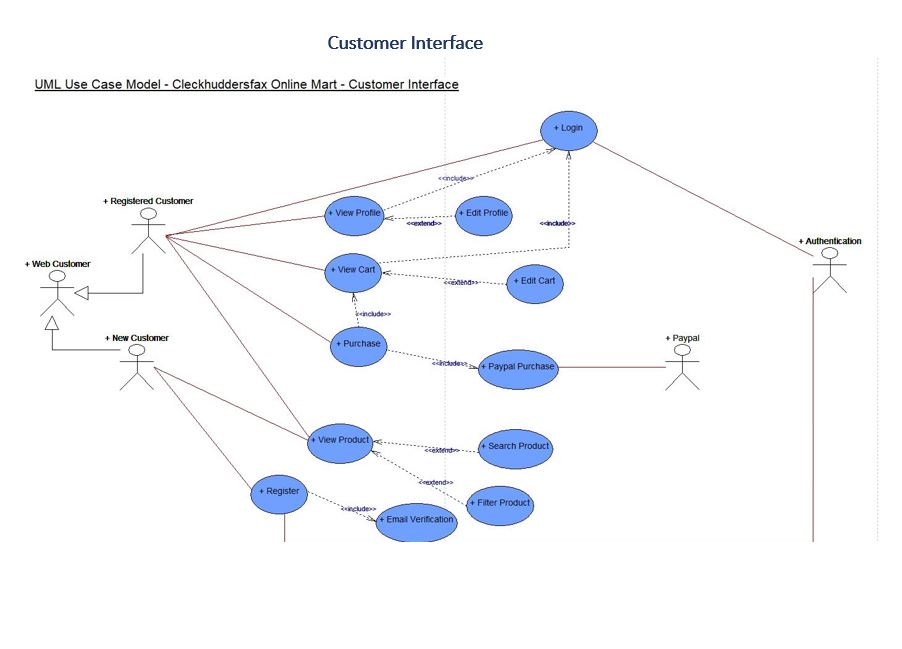 Customer Interface
UML Use Case Model - Cleckhuddersfax Online Mart - Customer Interface
+ Login
<<include>>
+ Registered Customer
+ View Profile
+ Edit Profile
<<extend>>
<<include>>
+ Authentication
+ Web Customer
+ View Cart
+ Edit Cart
<<extend>>
<<include>>
+ New Customer
+ Purchase
+ Paypal
<<include>>
+ Paypal Purchase
+ View Product
+ Search Product
<<extend>>
<<extend>>
+ Register
+ Filter Product
<<include>>
+ Email Verification